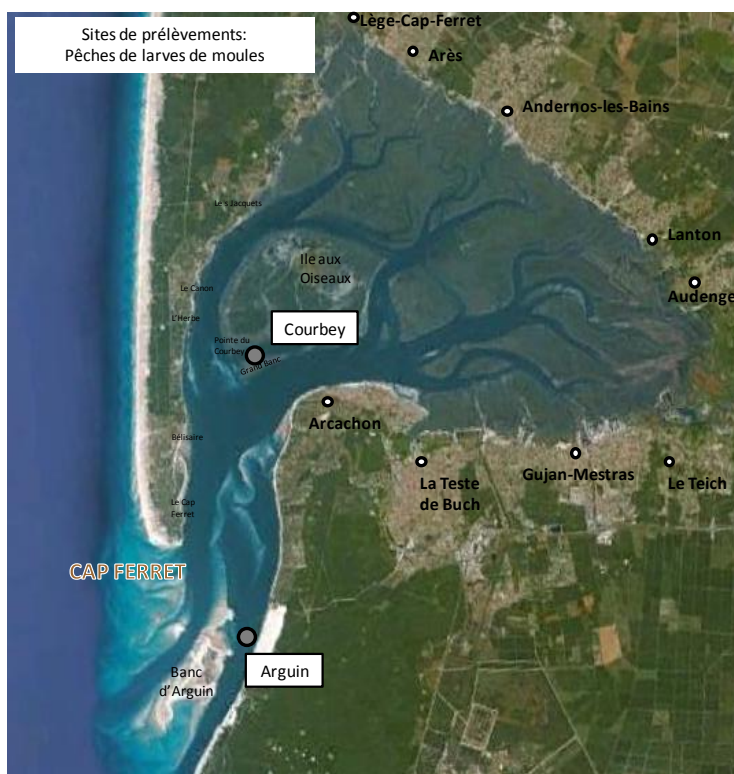 Sites de prélèvements:
Pêches de larves de moules
Lège-Cap-Ferret
Arès
Andernos-les-Bains
Le s Jacquets
Lanton
Ile aux
Oiseaux
Audenge
Le Canon
L'Herbe
Courbey
Pointe du
Courbey
Grand Banc
Arcachon
Bélisaire
La Teste
de Buch
Gujan-Mestras
Le Teich
Le Cap
Ferret
CAP FERRET
Banc
d'Arguin
Arguin